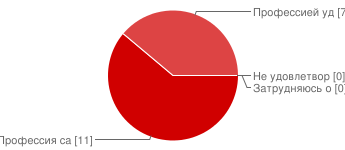 Профессией уд [7
Не удовлетвор [0]
Затрудняюсь о [0]
Профессия са [11]